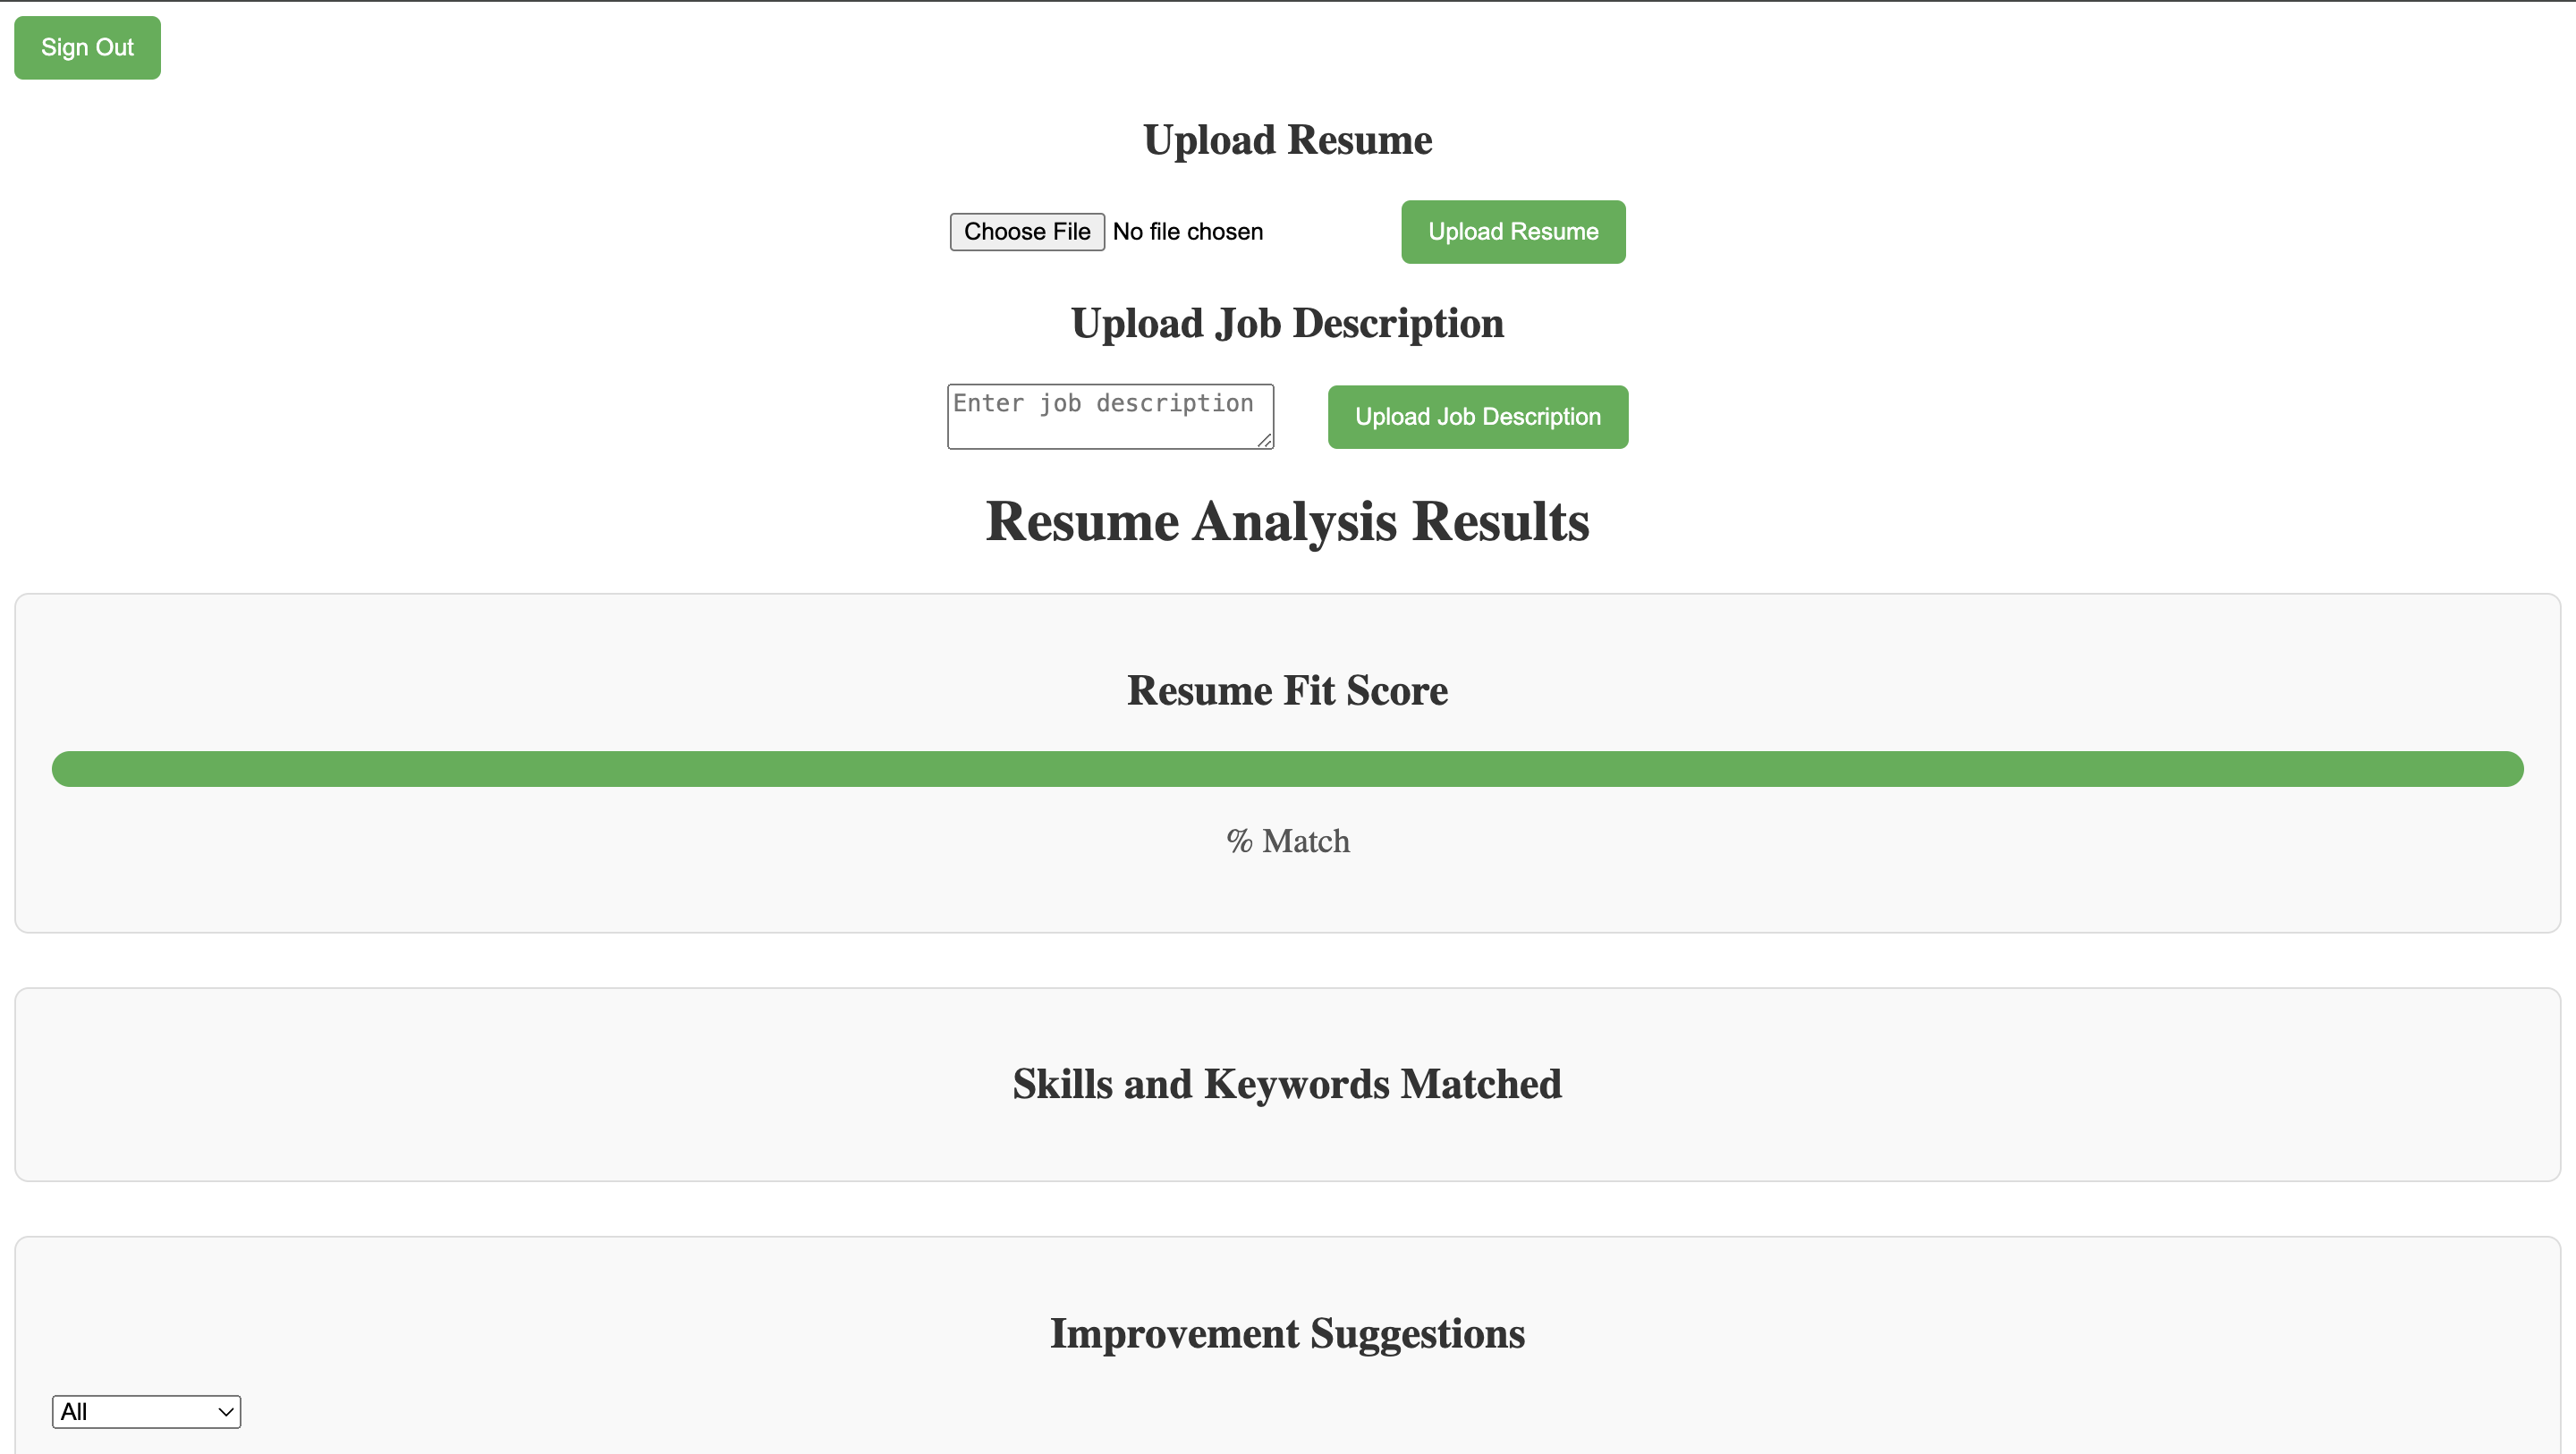 Sign Out
Upload Resume
Choose File No file chosen
Upload Resume
Upload Job Description
Enter job description
Upload Job Description
Resume Analysis Results
Resume Fit Score
% Match
Skills and Keywords Matched
Improvement Suggestions
All